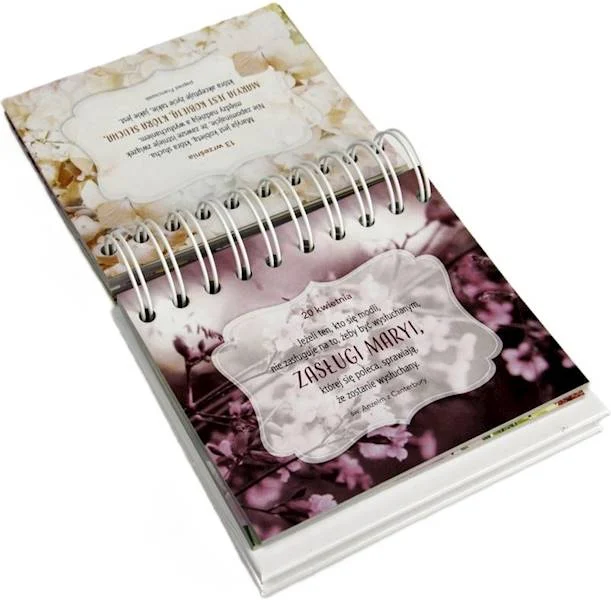 13 września
Maryja jest kobietą, która słucha.
Nie zapominajcie, że zawsze istnieje związek
między nadzieją a wysłuchaniem.
MARYJA JEST KOBIETĄ, KTÓRA SŁUCHA,
która akceptuje życie takie, jakie jest.
papież Franciszek
20 kwietnia
Jeżeli ten, kto się modli,
nie zasługuje na to, żeby być wysłuchanym,
ZASŁUGI MARYI,
której się poleca, sprawiają,
że zostanie wysłuchany.
św. Anzelm z Canterbury